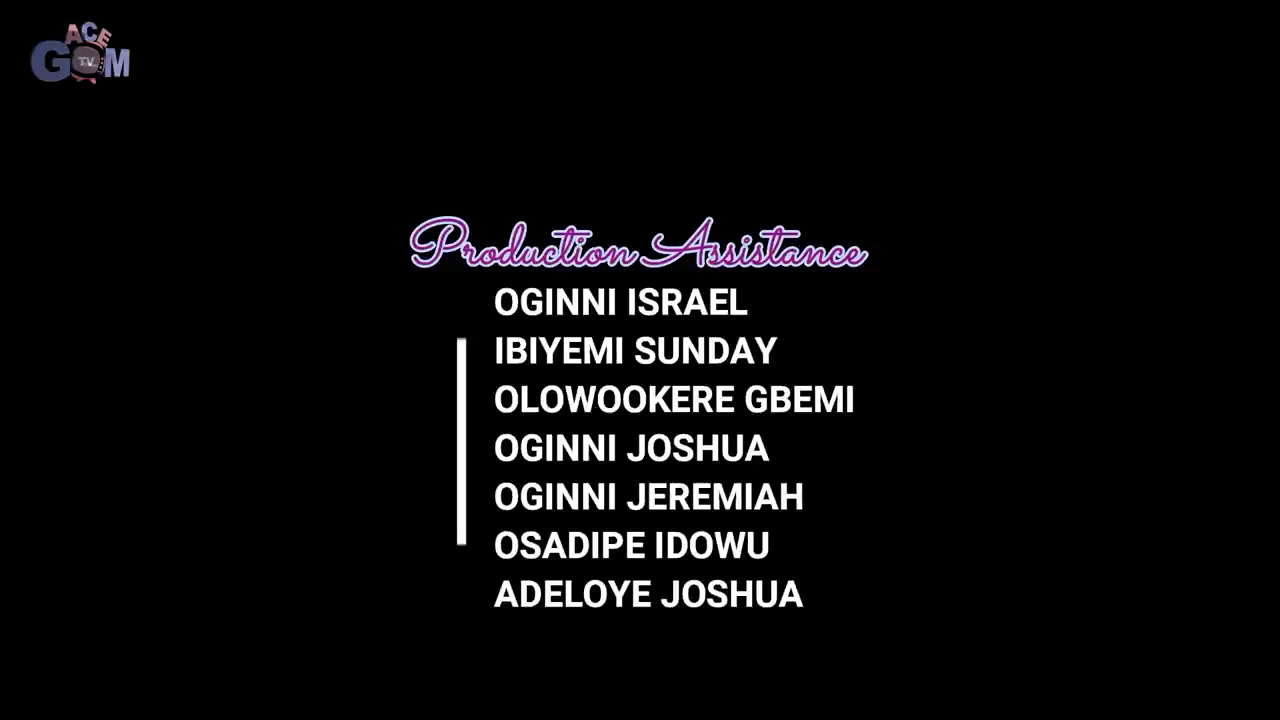 ACE
GOM
TV
Production Assistance
OGINNI ISRAEL
IBIYEMI SUNDAY
OLOWOOKERE GBEMI
OGINNI JOSHUA
OGINNI JEREMIAH
OSADIPE IDOWU
ADELOYE JOSHUA